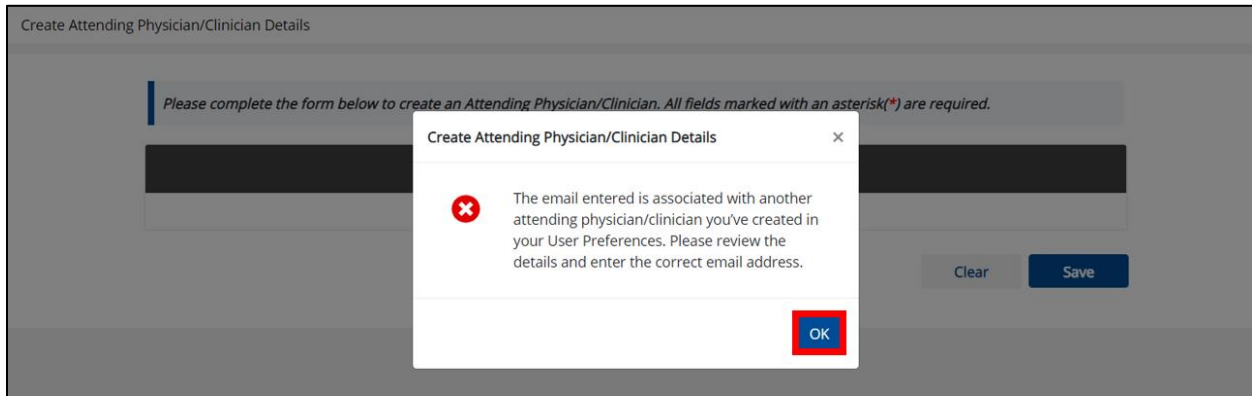 Create Attending Physician/Clinician Details
Please complete the form below to create an Attending Physician/Clinician. All fields marked with an asterisk(*) are required.
Create Attending Physician/Clinician Details ×
The email entered is associated with another
attending physician/clinician you've created in
your User Preferences. Please review the
details and enter the correct email address.
Clear Save
OK